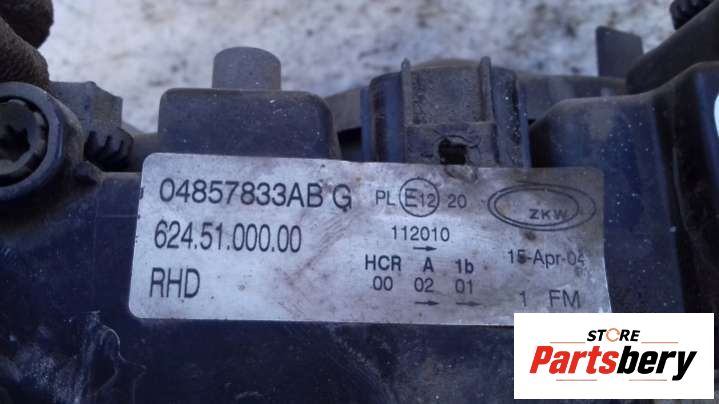 04857833AB G
624.51.000.00
RHD
PL E12 20
112010
HCR A 1b
00 02 01
ZKW
15-Apr-04
1 FM
STORE
Partsbery